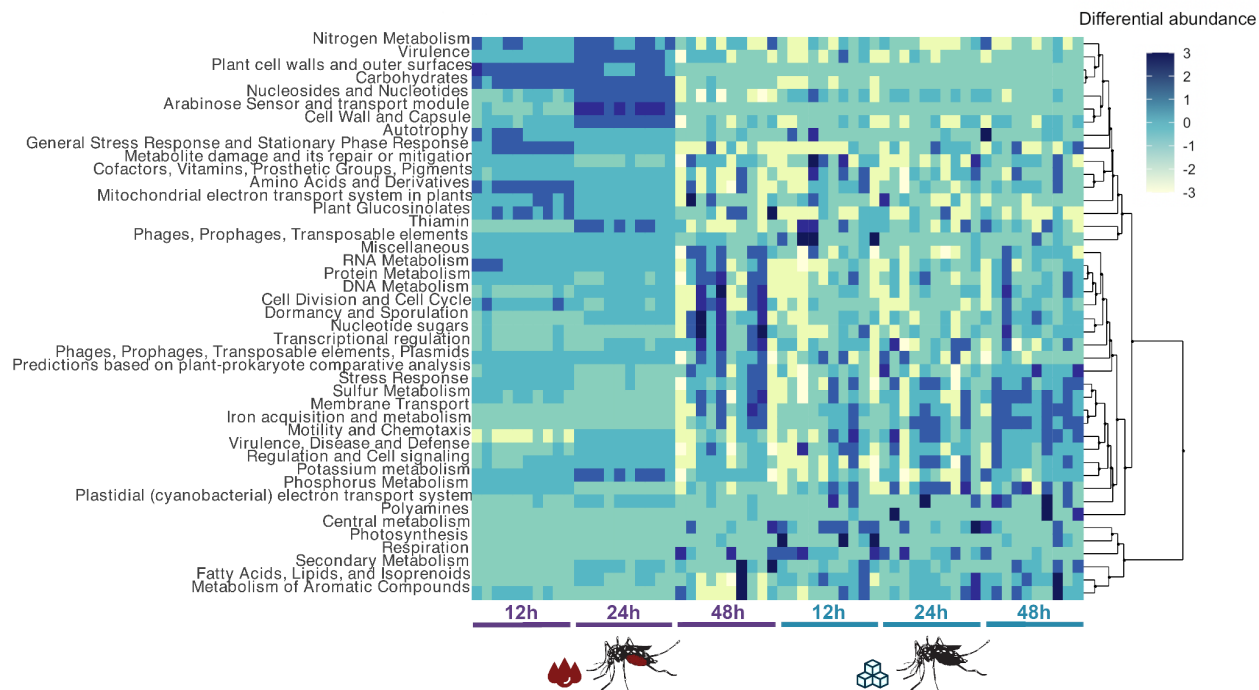 Differential abundance
3
2
1
0
-1
-2
-3
Nitrogen Metabolism
Virulence
Plant cell walls and outer surfaces
Carbohydrates
Nucleosides and Nucleotides
Arabinose Sensor and transport module
Cell Wall and Capsule
Autotrophy
General Stress Response and Stationary Phase Response
Metabolite damage and its repair or mitigation
Cofactors, Vitamins, Prosthetic Groups, Pigments
Amino Acids and Derivatives
Mitochondrial electron transport system in plants
Plant Glucosinolates
Thiamin
Phages, Prophages, Transposable elements
Miscellaneous
RNA Metabolism
Protein Metabolism
DNA Metabolism
Cell Division and Cell Cycle
Dormancy and Sporulation
Nucleotide sugars
Transcriptional regulation
Phages, Prophages, Transposable elements, Plasmids
Predictions based on plant-prokaryote comparative analysis
Stress Response
Sulfur Metabolism
Membrane Transport
Iron acquisition and metabolism
Motility and Chemotaxis
Virulence, Disease and Defense
Regulation and Cell signaling
Potassium metabolism
Phosphorus Metabolism
Plastidial (cyanobacterial) electron transport system
Polyamines
Central metabolism
Photosynthesis
Respiration
Secondary Metabolism
Fatty Acids, Lipids, and Isoprenoids
Metabolism of Aromatic Compounds
12h 24h 48h 12h 24h 48h